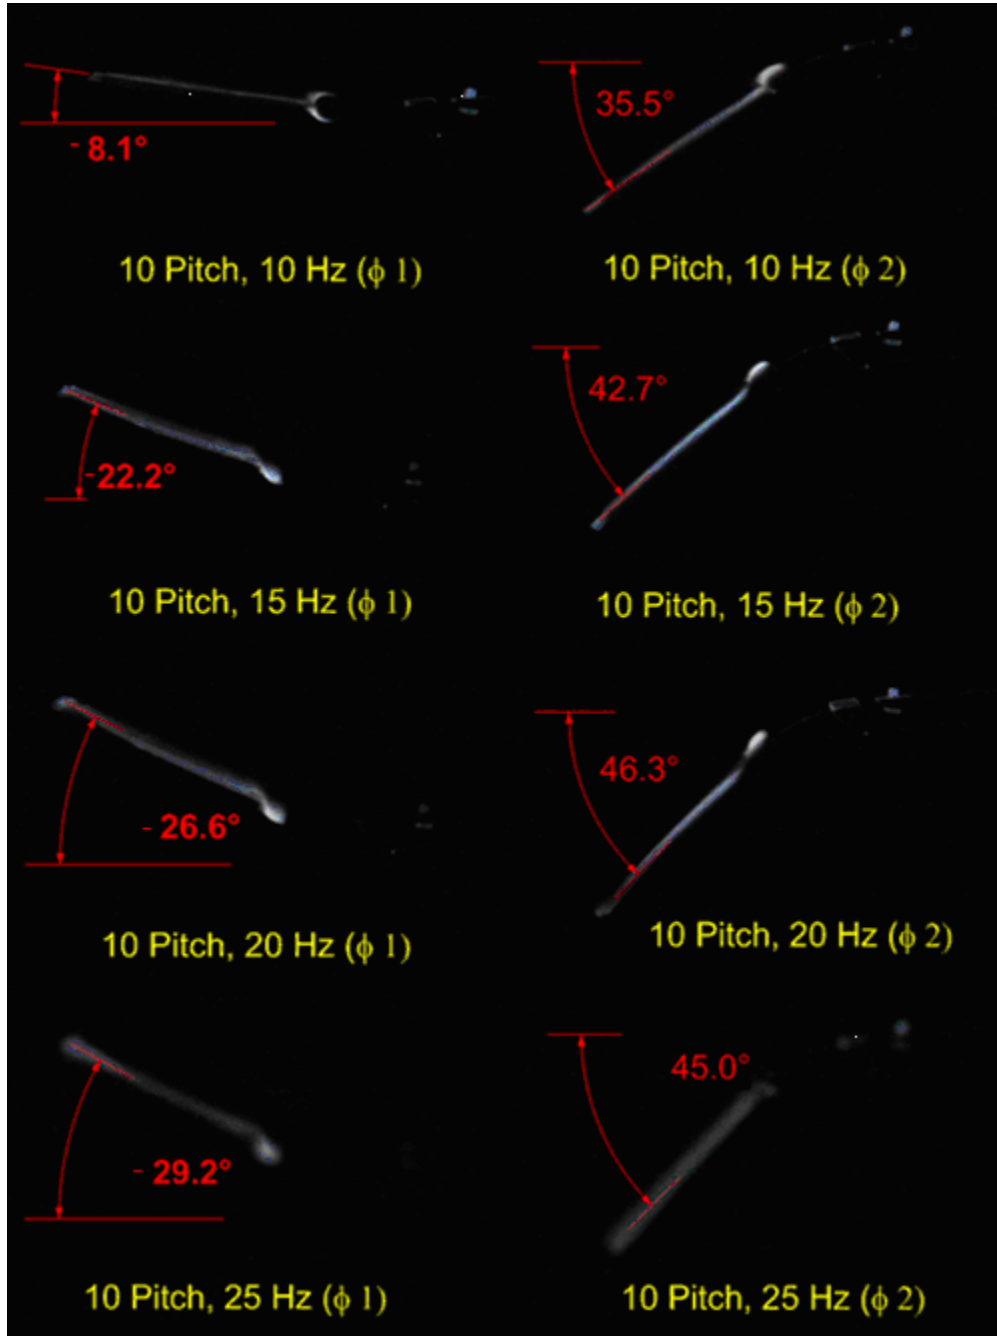 - 8.1°
35.5°
10 Pitch, 10 Hz (ϕ 1)
10 Pitch, 10 Hz (ϕ 2)
-22.2°
42.7°
10 Pitch, 15 Hz (ϕ 1)
10 Pitch, 15 Hz (ϕ 2)
- 26.6°
46.3°
10 Pitch, 20 Hz (ϕ 1)
10 Pitch, 20 Hz (ϕ 2)
- 29.2°
45.0°
10 Pitch, 25 Hz (ϕ 1)
10 Pitch, 25 Hz (ϕ 2)